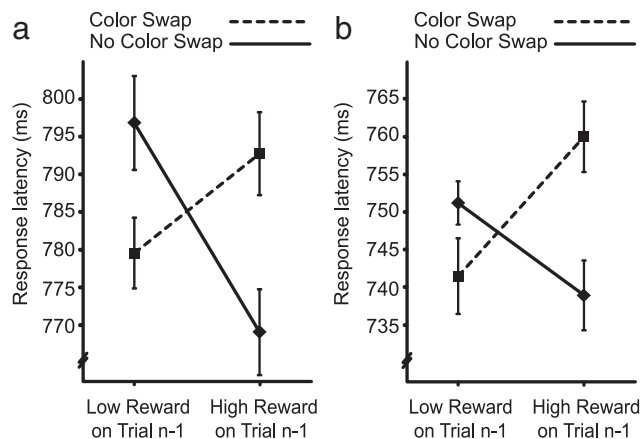 a
Color Swap
No Color Swap
Response latency (ms)
800
795
790
785
780
775
770
Low Reward
on Trial n-1
High Reward
on Trial n-1
b
Color Swap
No Color Swap
Response latency (ms)
765
760
755
750
745
740
735
Low Reward
on Trial n-1
High Reward
on Trial n-1